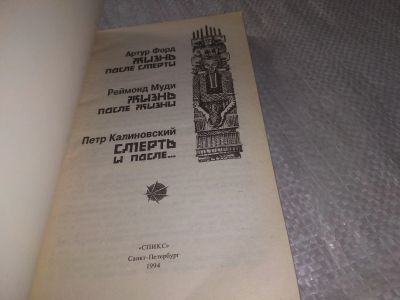 Артур Форд
ЖИЗНЬ
ПОСЛЕ СМЕРТИ
Реймонд Муди
ЖИЗНЬ
ПОСЛЕ ЖИЗНИ
Петр Калиновский
СМЕРТЬ
И ПОСЛЕ...
«СПИКС»
Санкт-Петербург
1994